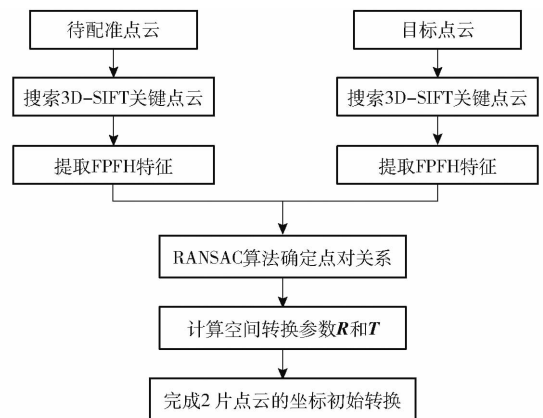 待配准点云
目标点云
搜索3D-SIFT关键点云
搜索3D-SIFT关键点云
提取FPFH特征
提取FPFH特征
RANSAC算法确定点对关系
计算空间转换参数R和T
完成2片点云的坐标初始转换